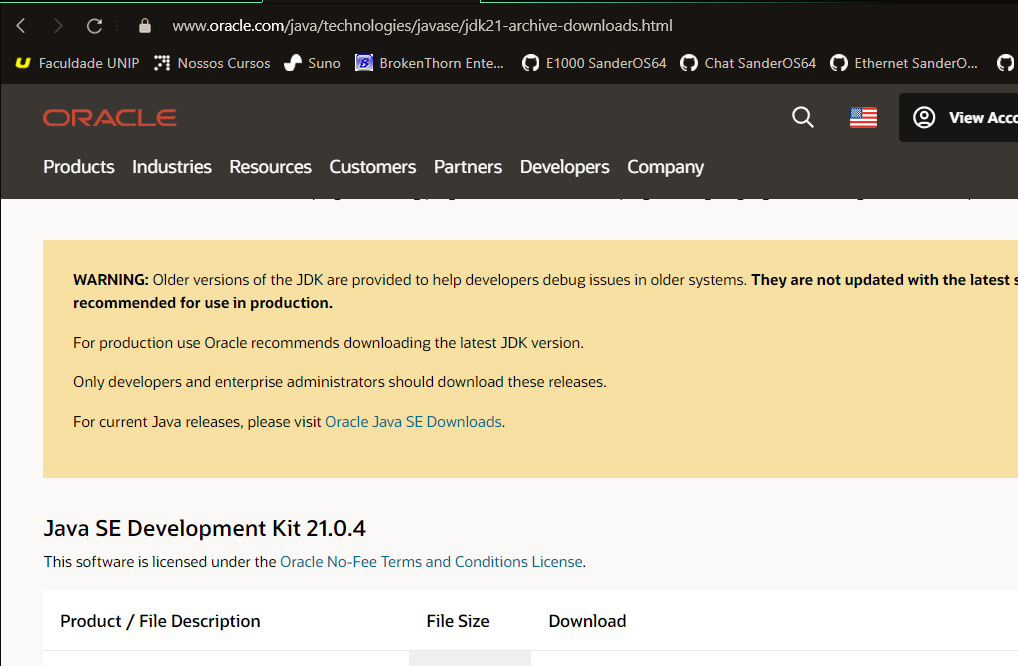 www.oracle.com/java/technologies/javase/jdk21-archive-downloads.html
Faculdade UNIP Nossos Cursos Suno BrokenThorn Ente... E1000 SanderOS64 Chat SanderOS64 Ethernet SanderO...
ORACLE View Acco
Products Industries Resources Customers Partners Developers Company
WARNING: Older versions of the JDK are provided to help developers debug issues in older systems. They are not updated with the latest s
recommended for use in production.
For production use Oracle recommends downloading the latest JDK version.
Only developers and enterprise administrators should download these releases.
For current Java releases, please visit Oracle Java SE Downloads.
Java SE Development Kit 21.0.4
This software is licensed under the Oracle No-Fee Terms and Conditions License.
Product / File Description File Size Download